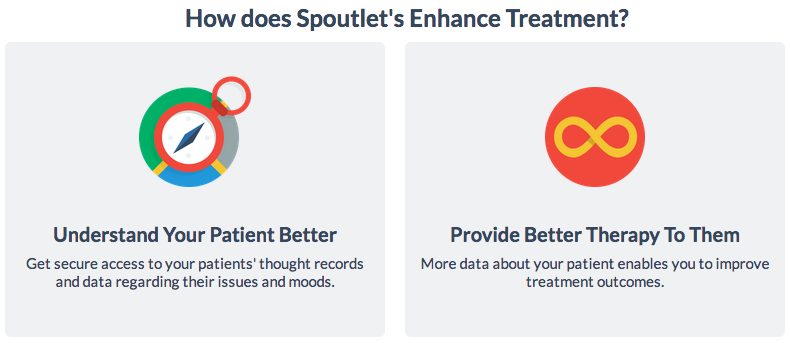 How does Spoutlet's Enhance Treatment?
Understand Your Patient Better
Get secure access to your patients' thought records
and data regarding their issues and moods.
Provide Better Therapy To Them
More data about your patient enables you to improve
treatment outcomes.